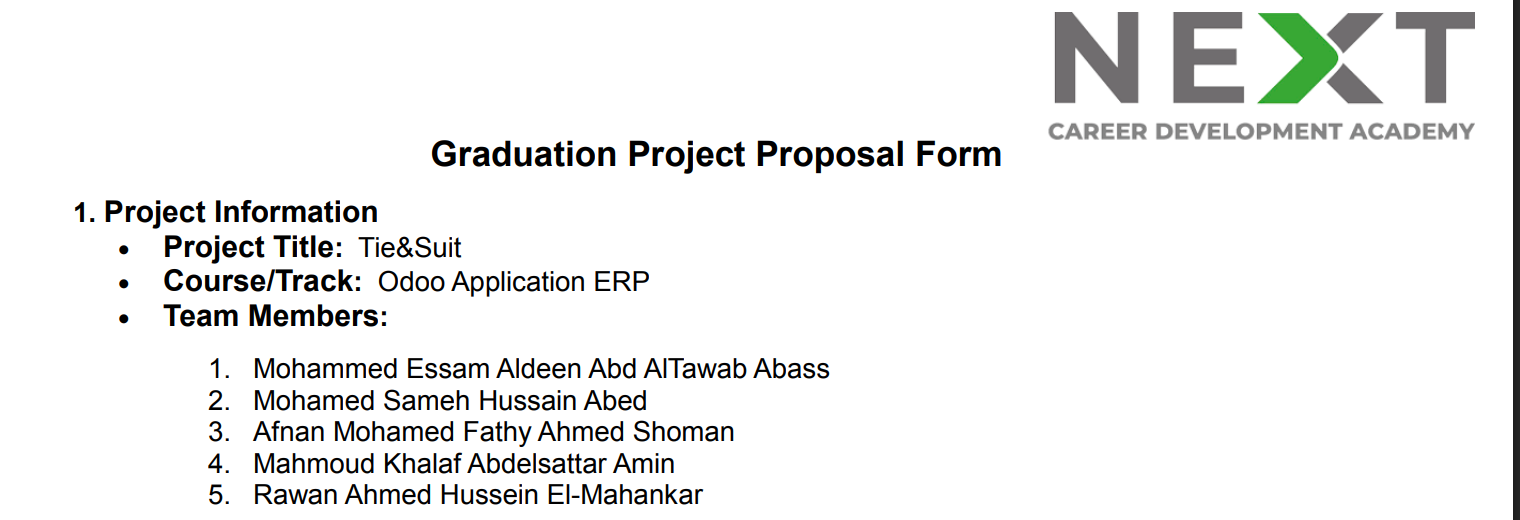 NEXT
CAREER DEVELOPMENT ACADEMY
Graduation Project Proposal Form
1. Project Information
• Project Title: Tie&Suit
• Course/Track: Odoo Application ERP
• Team Members:
1. Mohammed Essam Aldeen Abd AlTawab Abass
2. Mohamed Sameh Hussain Abed
3. Afnan Mohamed Fathy Ahmed Shoman
4. Mahmoud Khalaf Abdelsattar Amin
5. Rawan Ahmed Hussein El-Mahankar